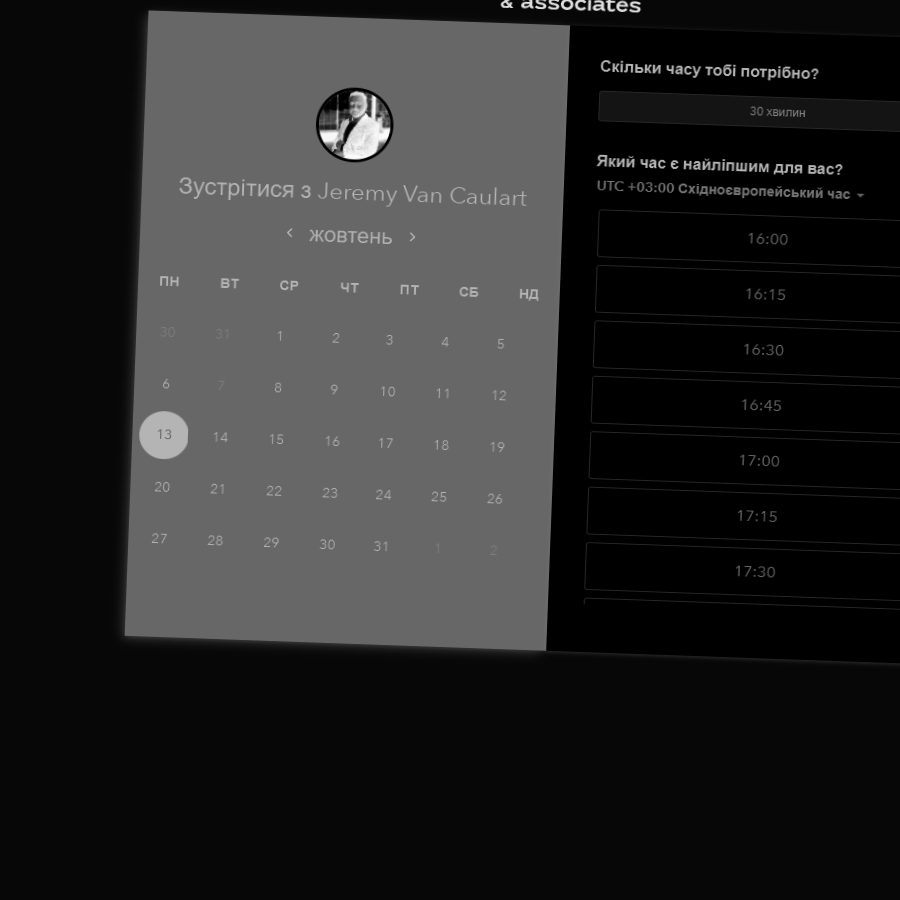 & associates
Зустрітися з Jeremy Van Caulart
‹ жовтень ›
ПН ВТ СР ЧТ ПТ СБ НД
30 31 1 2 3 4 5
6 7 8 9 10 11 12
13 14 15 16 17 18 19
20 21 22 23 24 25 26
27 28 29 30 31 1 2
Скільки часу тобі потрібно?
30 хвилин
Який час є найліпшим для вас?
UTC +03:00 Східноєвропейський час
16:00
16:15
16:30
16:45
17:00
17:15
17:30